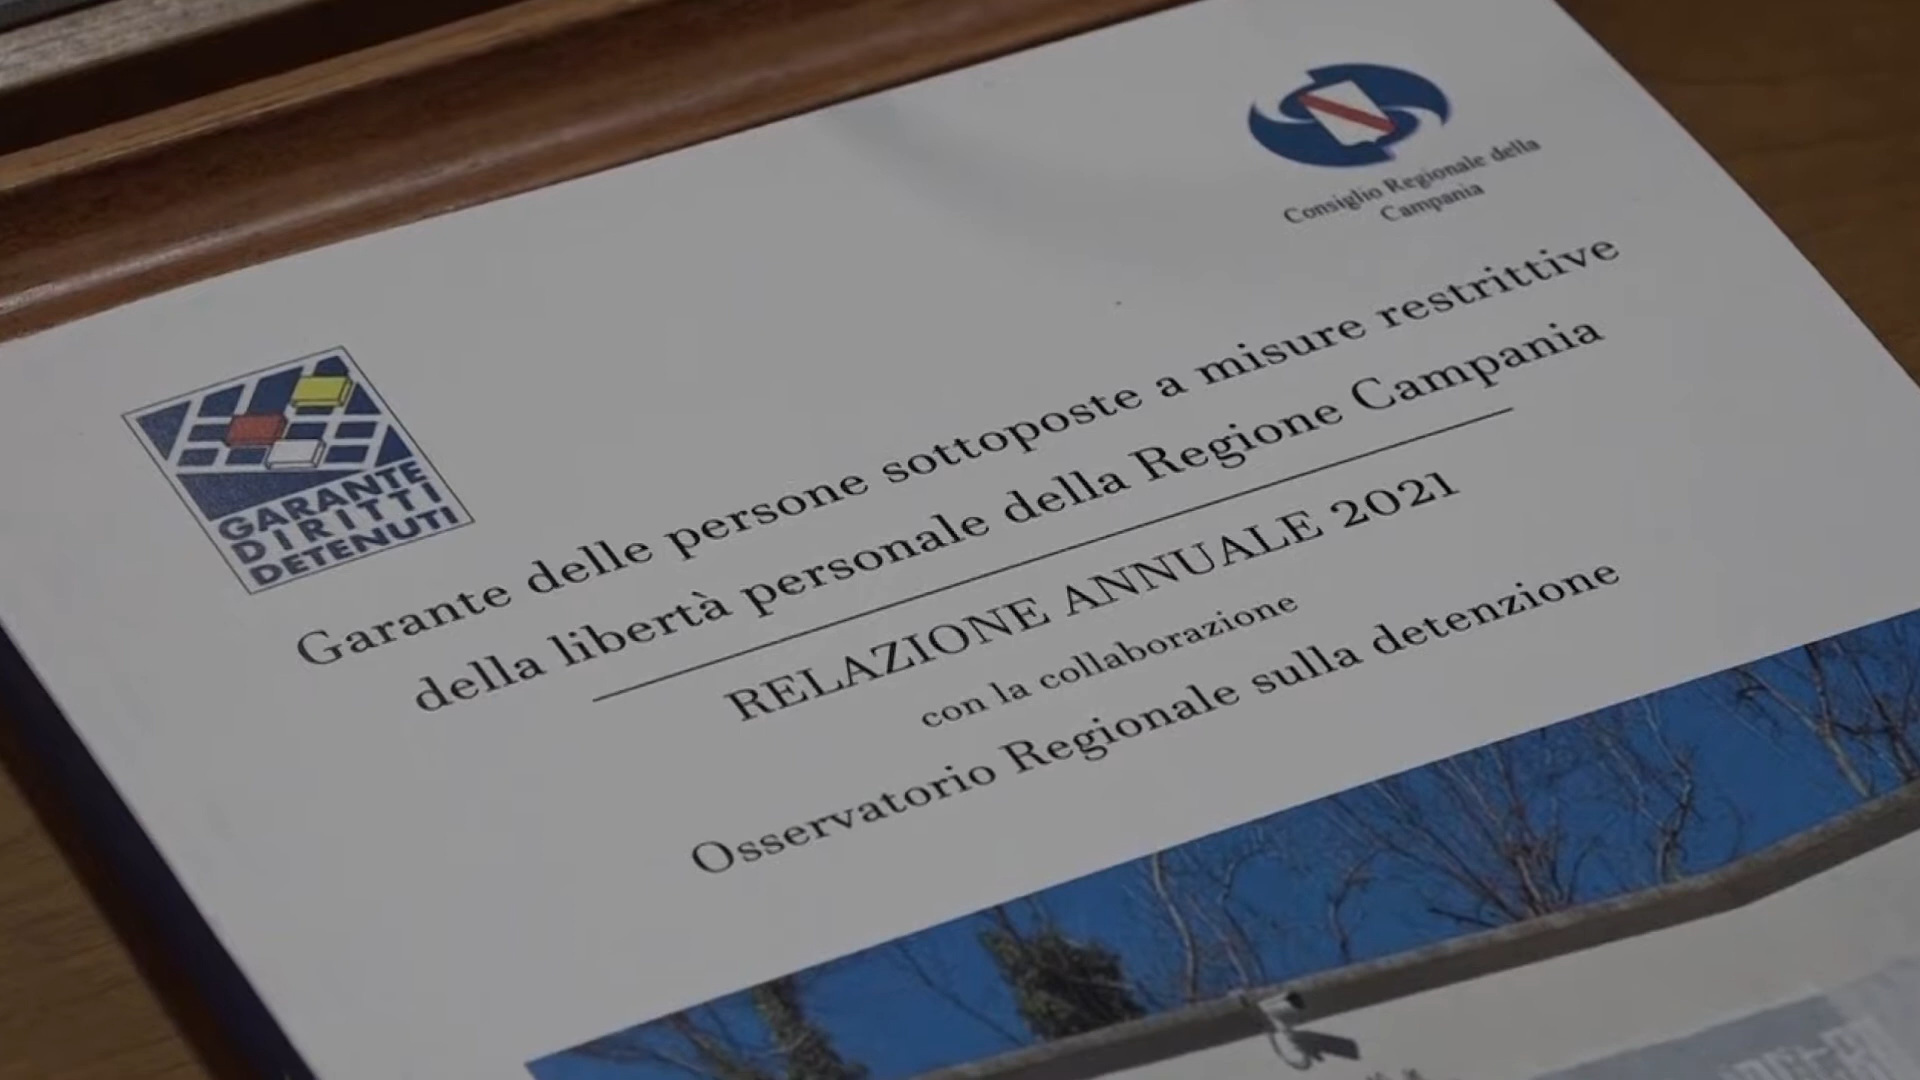 Consiglio Regionale della
Campania
GARANTE
DIRITTI
DETENUTI
Garante delle persone sottoposte a misure restrittive
della libertà personale della Regione Campania
RELAZIONE ANNUALE 2021
con la collaborazione
Osservatorio Regionale sulla detenzione